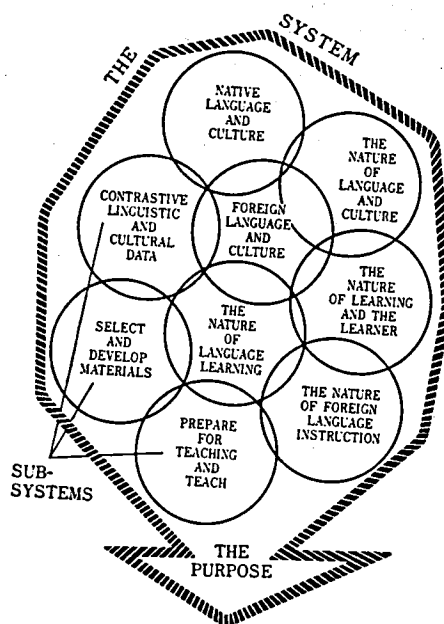 THE
SYSTEM
NATIVE
LANGUAGE
AND
CULTURE
THE
NATURE
OF
LANGUAGE
AND
CULTURE
CONTRASTIVE
LINGUISTIC
AND
CULTURAL
DATA
FOREIGN
LANGUAGE
AND
CULTURE
THE
NATURE
OF LEARNING
AND THE
LEARNER
SELECT
AND
DEVELOP
MATERIALS
THE
NATURE
OF
LANGUAGE
LEARNING
THE NATURE
OF FOREIGN
LANGUAGE
INSTRUCTION
PREPARE
FOR
TEACHING
AND
TEACH
SUB-
SYSTEMS
THE
PURPOSE